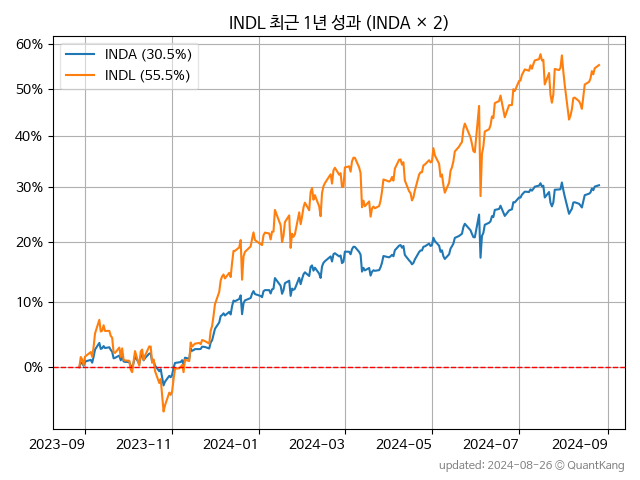 INDL 최근 1년 성과 (INDA × 2)
60%
50%
40%
30%
20%
10%
0%
INDA (30.5%)
INDL (55.5%)
2023-09 2023-11 2024-01 2024-03 2024-05 2024-07 2024-09
updated: 2024-08-26 © QuantKang